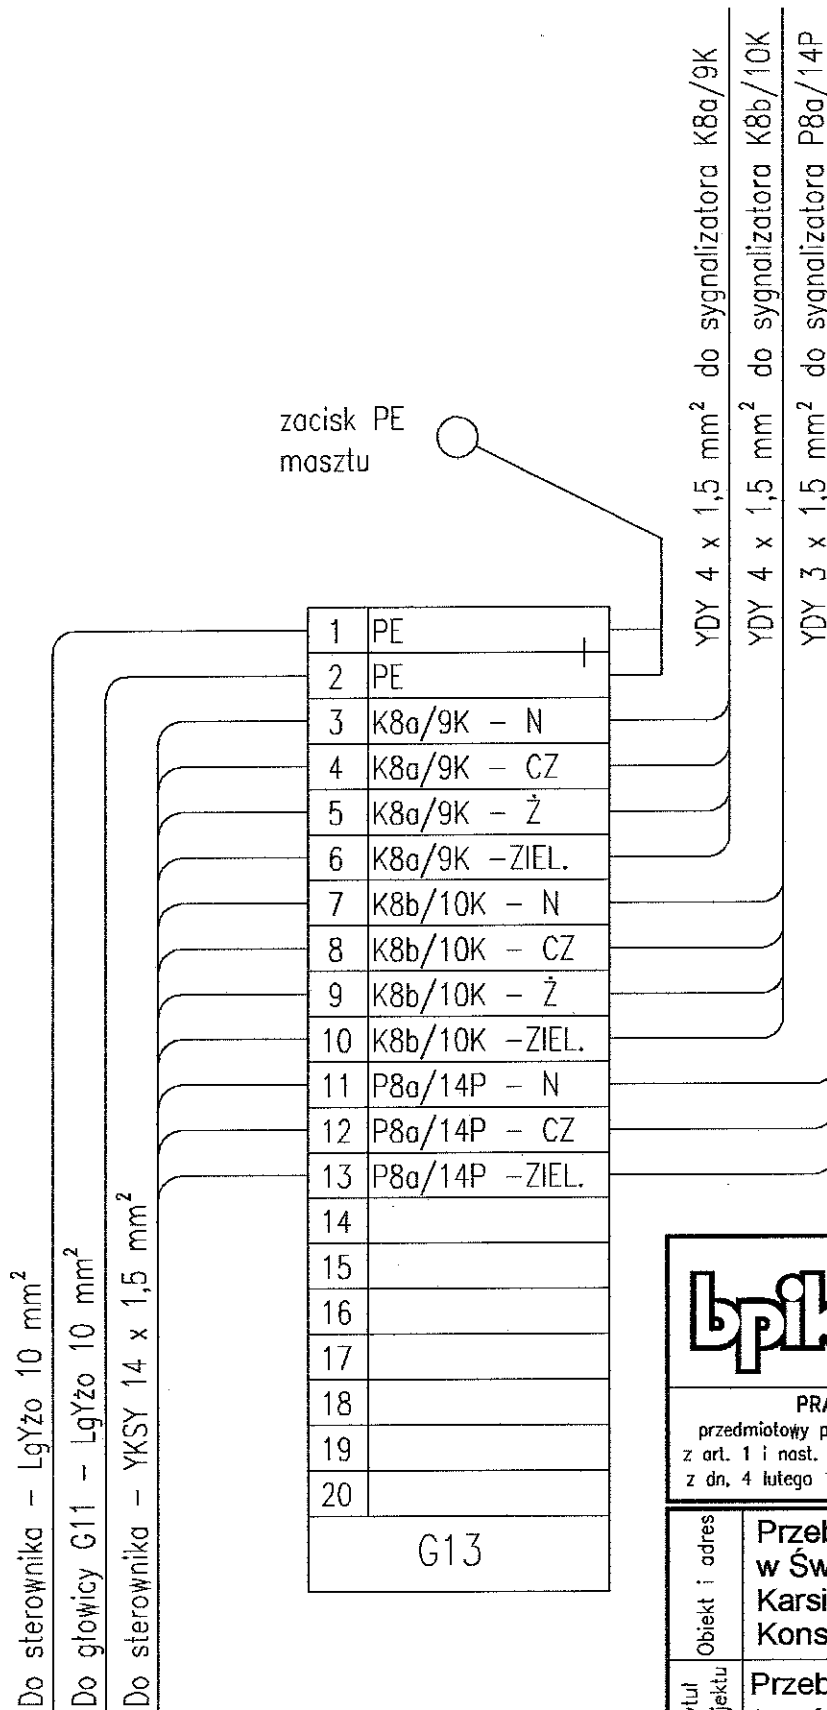 YDY 4 x 1,5 mm² do sygnalizatora K8a/9K
YDY 4 x 1,5 mm² do sygnalizatora K8b/10K
YDY 3 x 1,5 mm² do sygnalizatora P8a/14P
zacisk PE
masztu
1 PE
2 PE
3 K8a/9K – N
4 K8a/9K – CZ
5 K8a/9K – Ż
6 K8a/9K –ZIEL.
7 K8b/10K – N
8 K8b/10K – CZ
9 K8b/10K – Ż
10 K8b/10K –ZIEL.
11 P8a/14P – N
12 P8a/14P – CZ
13 P8a/14P –ZIEL.
14
15
16
17
18
19
20
G13
Do sterownika – LgYżo 10 mm²
Do głowicy G11 – LgYżo 10 mm²
Do sterownika – YKSY 14 x 1,5 mm²
bpi
PRA
przedmiotowy p
z art. 1 i nast.
z dn. 4 lutego
Obiekt i adres
Przeb
w Św
Karsi
Kons
Przeb